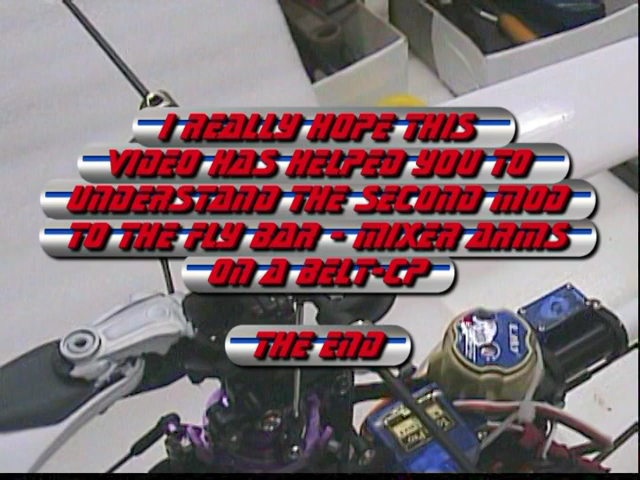 I REALLY HOPE THIS
VIDEO HAS HELPED YOU TO
UNDERSTAND THE SECOND MOD
TO THE FLY BAR - MIXER ARMS
ON A BELT-CP
THE END